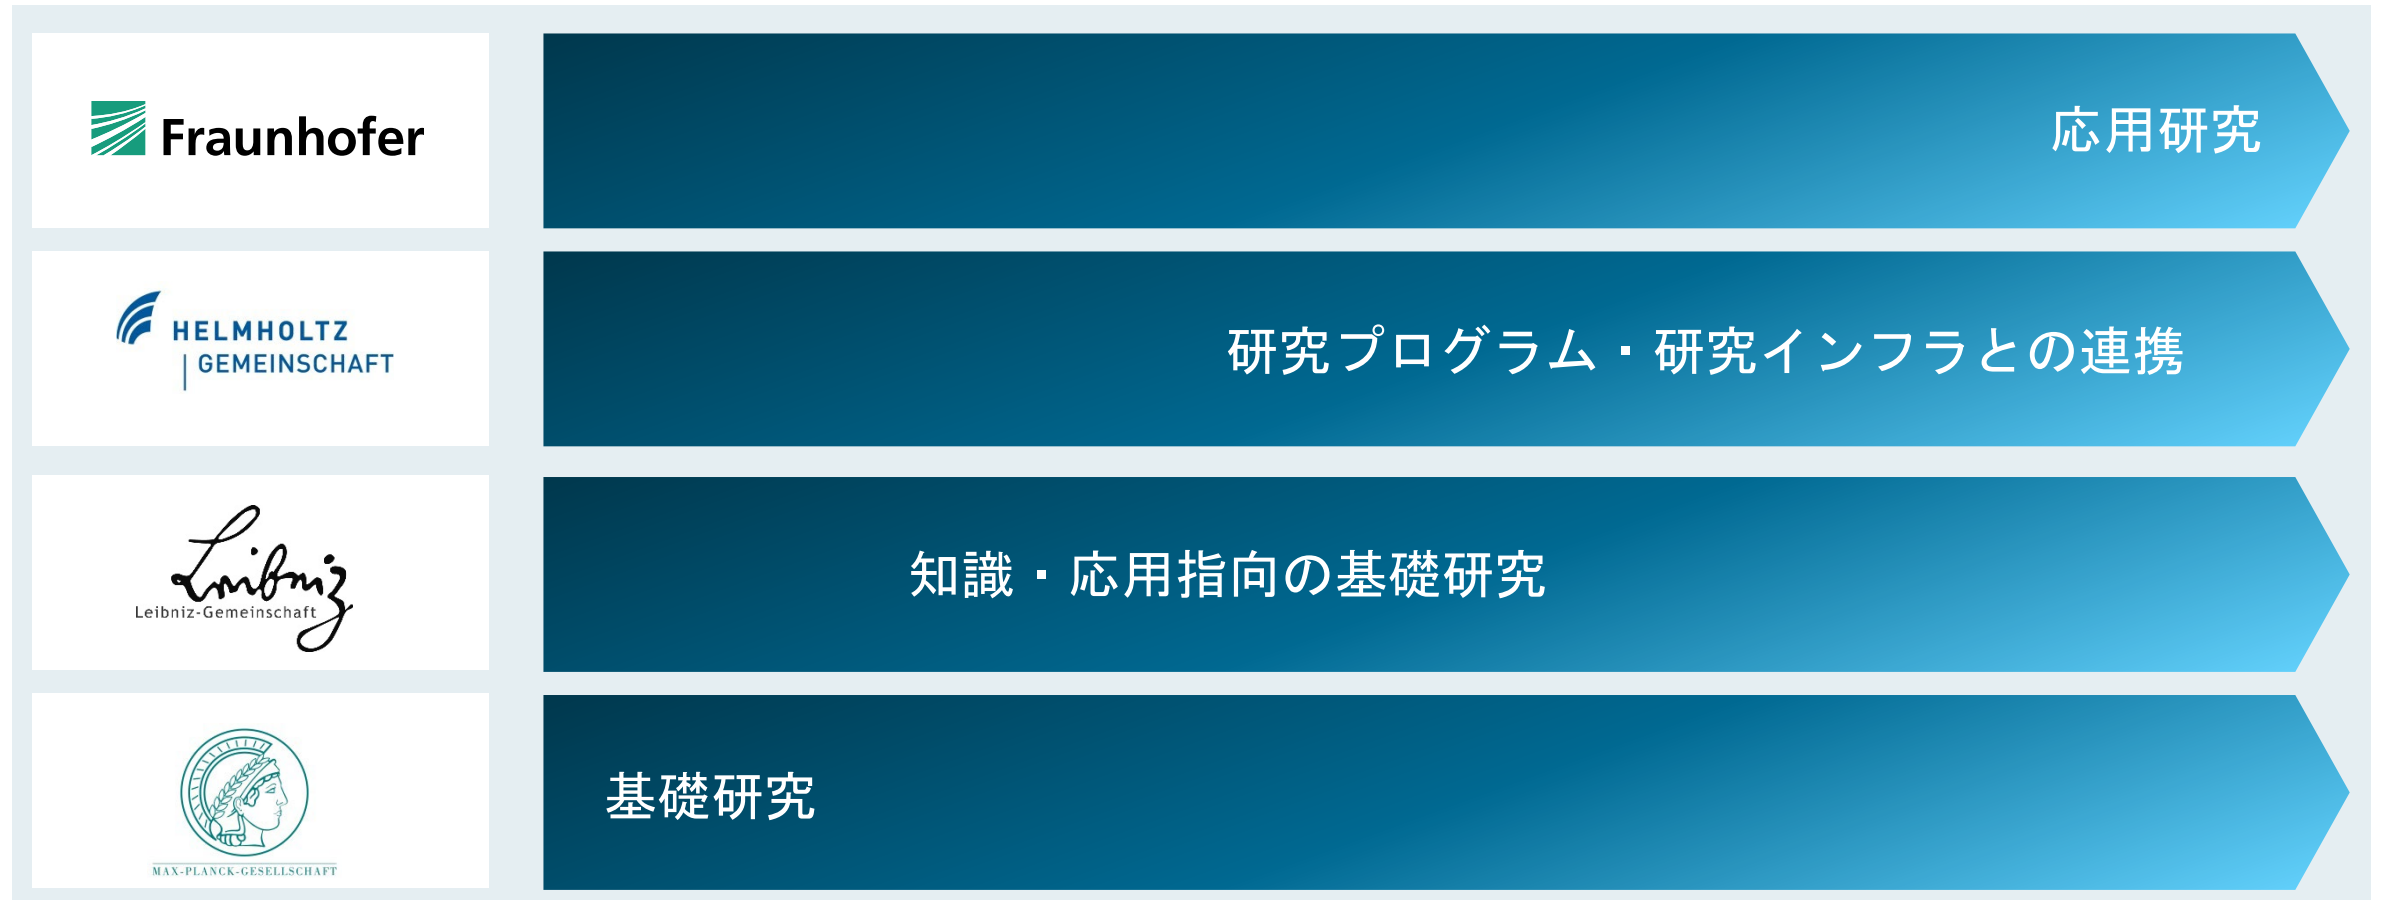 Fraunhofer
応用研究
HELMHOLTZ
GEMEINSCHAFT
研究プログラム・研究インフラとの連携
Leibniz
Leibniz-Gemeinschaft
知識・応用指向の基礎研究
MAX-PLANCK-GESELLSCHAFT
基礎研究